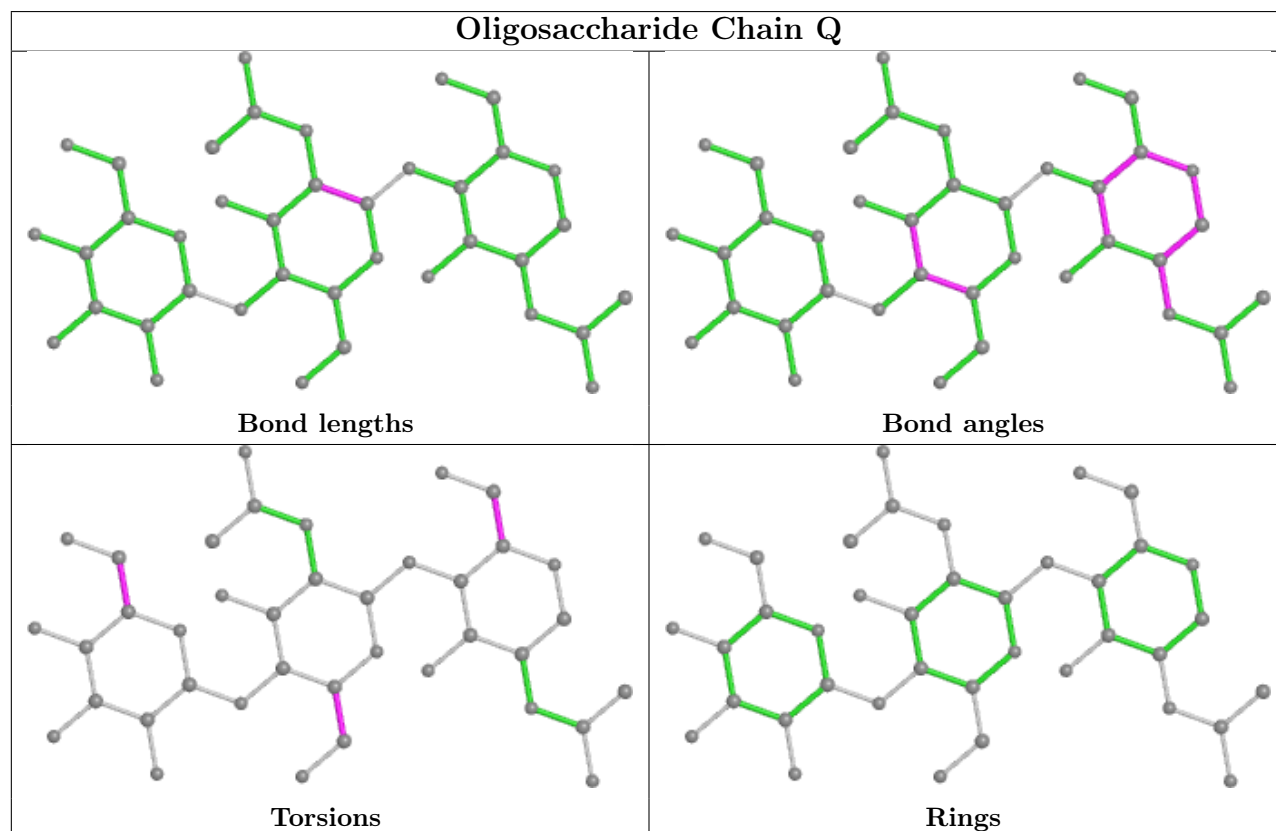 Oligosaccharide Chain Q
Bond lengths
Bond angles
Torsions
Rings